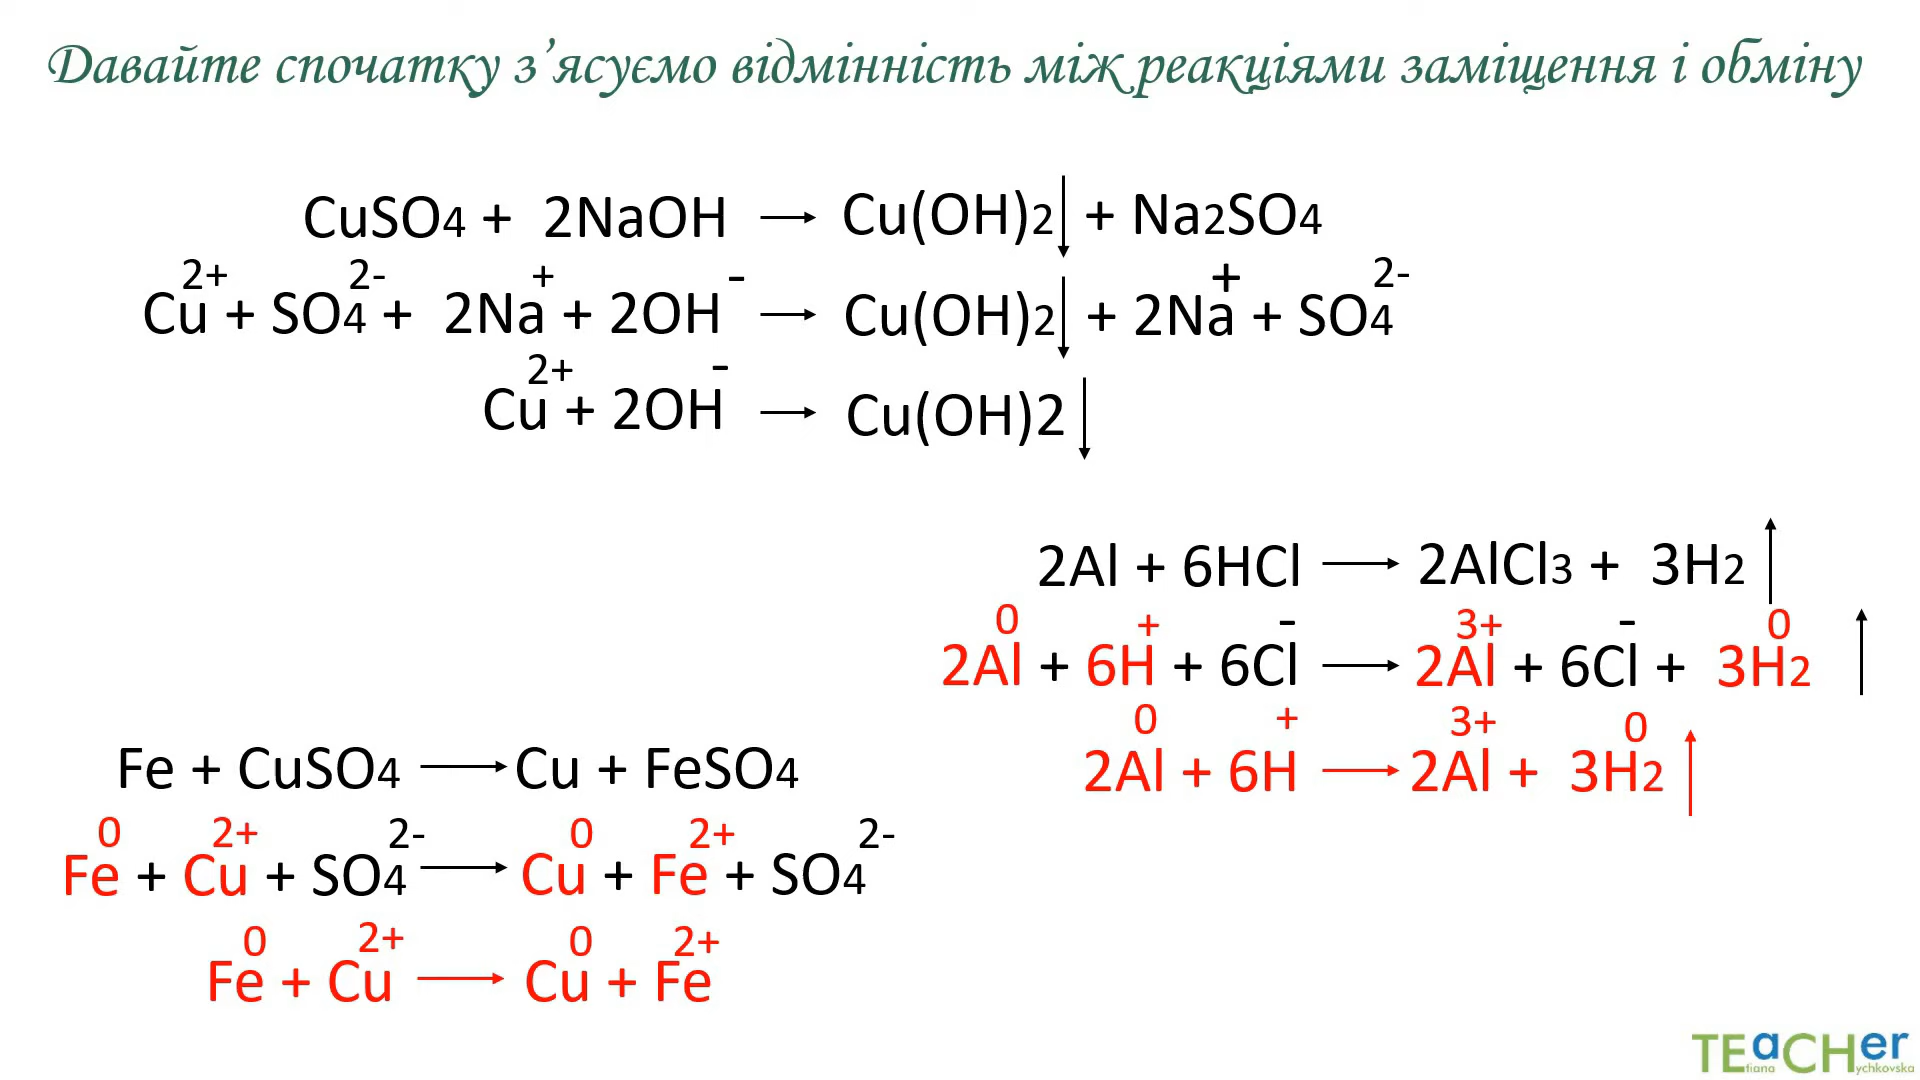 Давайте спочатку з’ясуємо відмінність між реакціями заміщення і обміну
CuSO₄ + 2NaOH → Cu(OH)₂↓ + Na₂SO₄
Cu²⁺ + SO₄²⁻ + 2Na⁺ + 2OH⁻ → Cu(OH)₂↓ + 2Na⁺ + SO₄²⁻
Cu²⁺ + 2OH⁻ → Cu(OH)2↓
2Al + 6HCl → 2AlCl₃ + 3H₂↑
2Al⁰ + 6H⁺ + 6Cl⁻ → 2Al³⁺ + 6Cl⁻ + 3H₂⁰↑
2Al⁰ + 6H⁺ → 2Al³⁺ + 3H₂⁰↑
Fe + CuSO₄ → Cu + FeSO₄
Fe⁰ + Cu²⁺ + SO₄²⁻ → Cu⁰ + Fe²⁺ + SO₄²⁻
Fe⁰ + Cu²⁺ → Cu⁰ + Fe²⁺
TEaCHer
tiana ychkovska